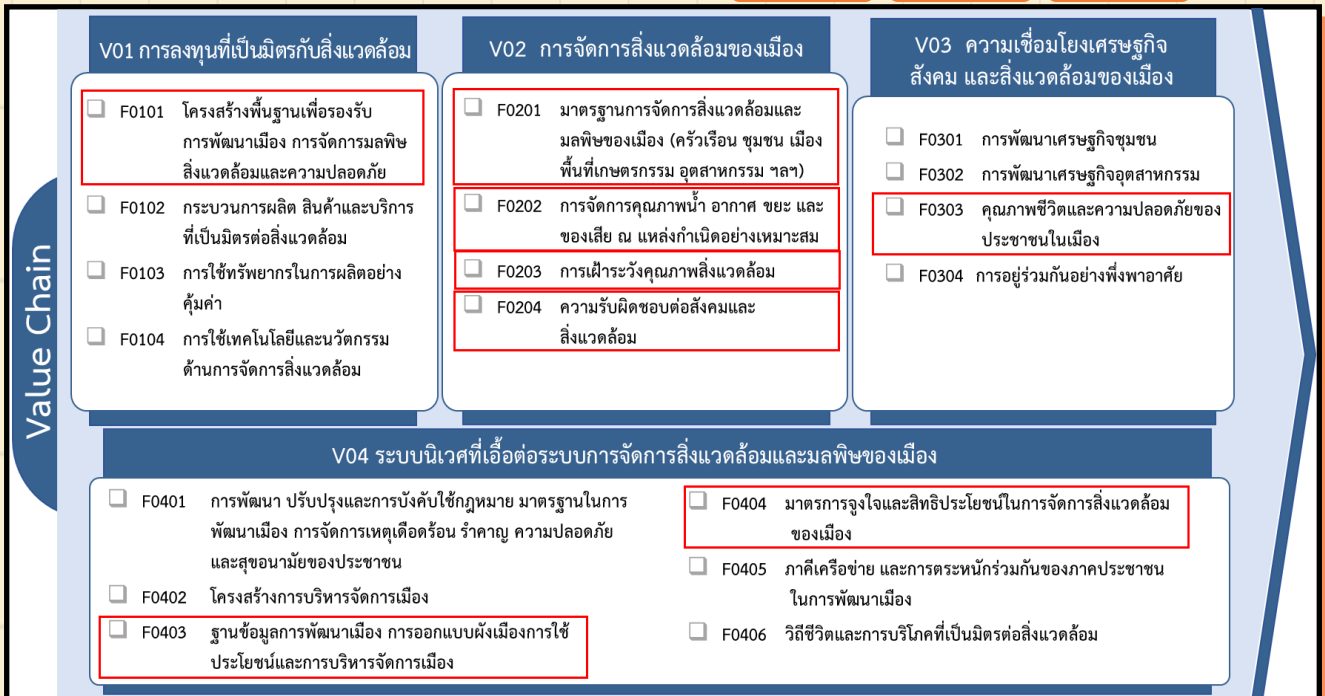 Value Chain
V01 การลงทุนที่เป็นมิตรกับสิ่งแวดล้อม
F0101 โครงสร้างพื้นฐานเพื่อรองรับ
การพัฒนาเมือง การจัดการมลพิษ
สิ่งแวดล้อมและความปลอดภัย
F0102 กระบวนการผลิต สินค้าและบริการ
ที่เป็นมิตรต่อสิ่งแวดล้อม
F0103 การใช้ทรัพยากรในการผลิตอย่าง
คุ้มค่า
F0104 การใช้เทคโนโลยีและนวัตกรรม
ด้านการจัดการสิ่งแวดล้อม
V02 การจัดการสิ่งแวดล้อมของเมือง
F0201 มาตรฐานการจัดการสิ่งแวดล้อมและ
มลพิษของเมือง (ครัวเรือน ชุมชน เมือง
พื้นที่เกษตรกรรม อุตสาหกรรม ฯลฯ)
F0202 การจัดการคุณภาพน้ำ อากาศ ขยะ และ
ของเสีย ณ แหล่งกำเนิดอย่างเหมาะสม
F0203 การเฝ้าระวังคุณภาพสิ่งแวดล้อม
F0204 ความรับผิดชอบต่อสังคมและ
สิ่งแวดล้อม
V03 ความเชื่อมโยงเศรษฐกิจ
สังคม และสิ่งแวดล้อมของเมือง
F0301 การพัฒนาเศรษฐกิจชุมชน
F0302 การพัฒนาเศรษฐกิจอุตสาหกรรม
F0303 คุณภาพชีวิตและความปลอดภัยของ
ประชาชนในเมือง
F0304 การอยู่ร่วมกันอย่างพึ่งพาอาศัย
V04 ระบบนิเวศที่เอื้อต่อระบบการจัดการสิ่งแวดล้อมและมลพิษของเมือง
F0401 การพัฒนา ปรับปรุงและการบังคับใช้กฎหมาย มาตรฐานในการ
พัฒนาเมือง การจัดการเหตุเดือดร้อน รำคาญ ความปลอดภัย
และสุขอนามัยของประชาชน
F0402 โครงสร้างการบริหารจัดการเมือง
F0403 ฐานข้อมูลการพัฒนาเมือง การออกแบบผังเมืองการใช้
ประโยชน์และการบริหารจัดการเมือง
F0404 มาตรการจูงใจและสิทธิประโยชน์ในการจัดการสิ่งแวดล้อม
ของเมือง
F0405 ภาคีเครือข่าย และการตระหนักร่วมกันของภาคประชาชน
ในการพัฒนาเมือง
F0406 วิถีชีวิตและการบริโภคที่เป็นมิตรต่อสิ่งแวดล้อม